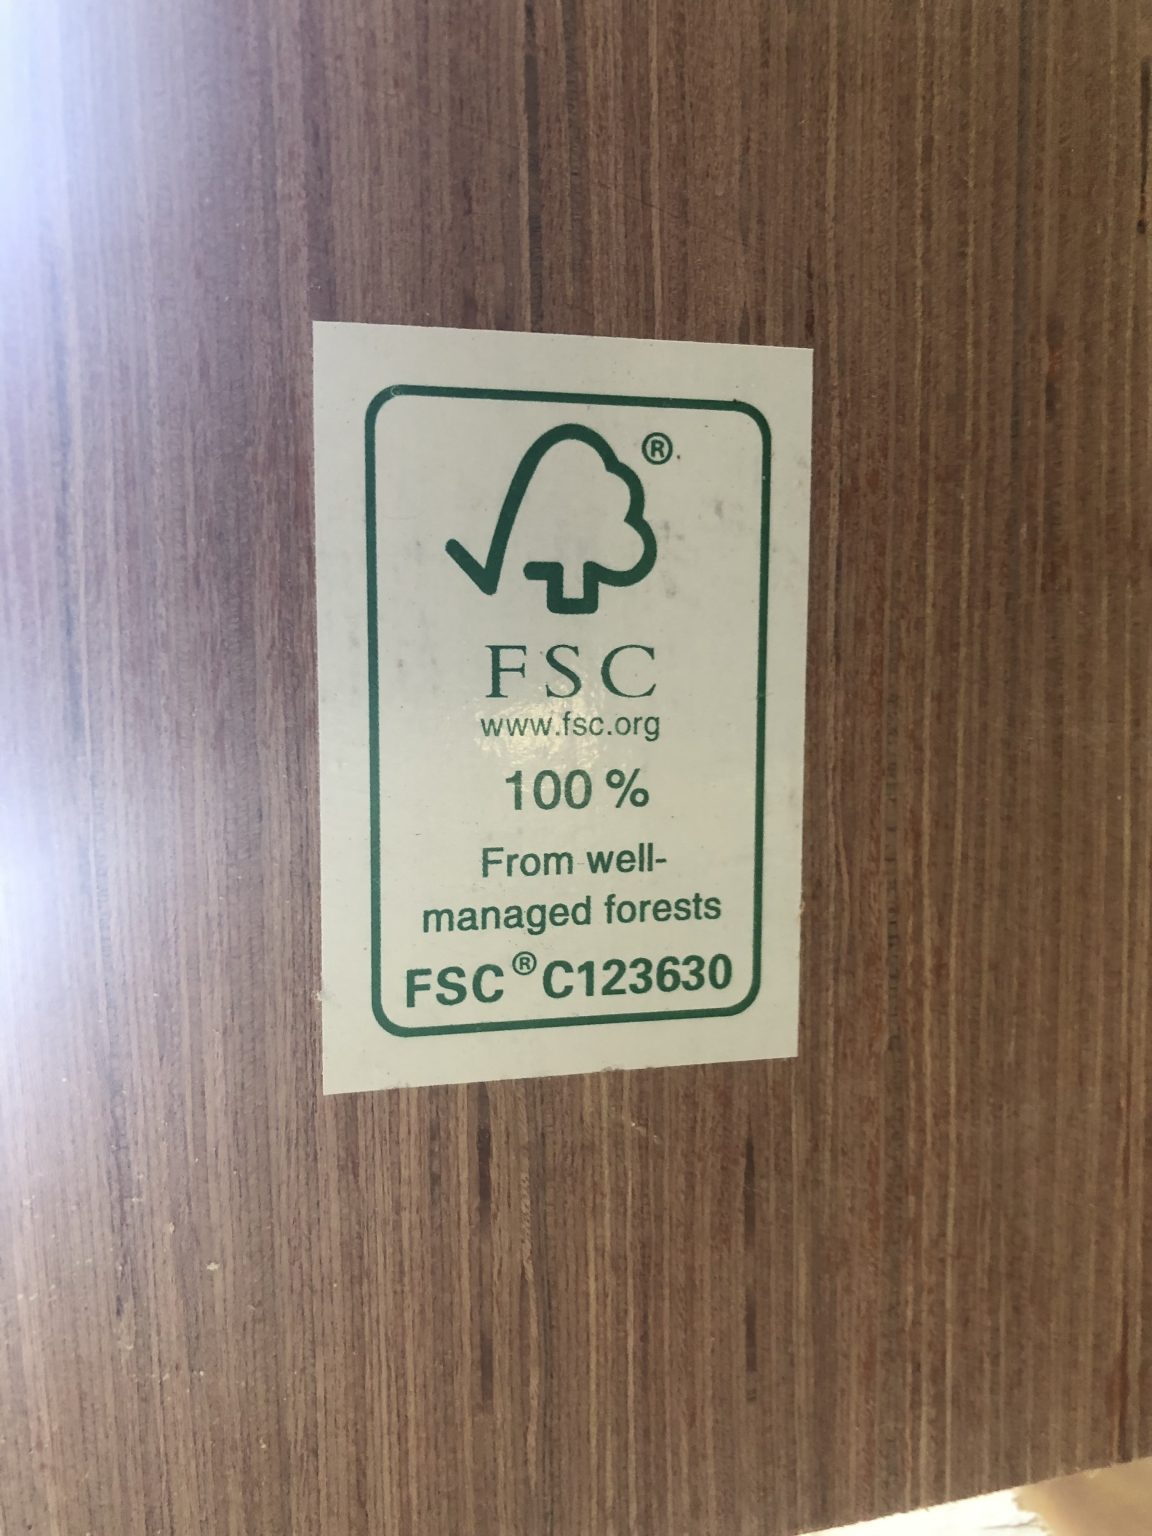 ®
FSC
www.fsc.org
100 %
From well-
managed forests
FSC® C123630